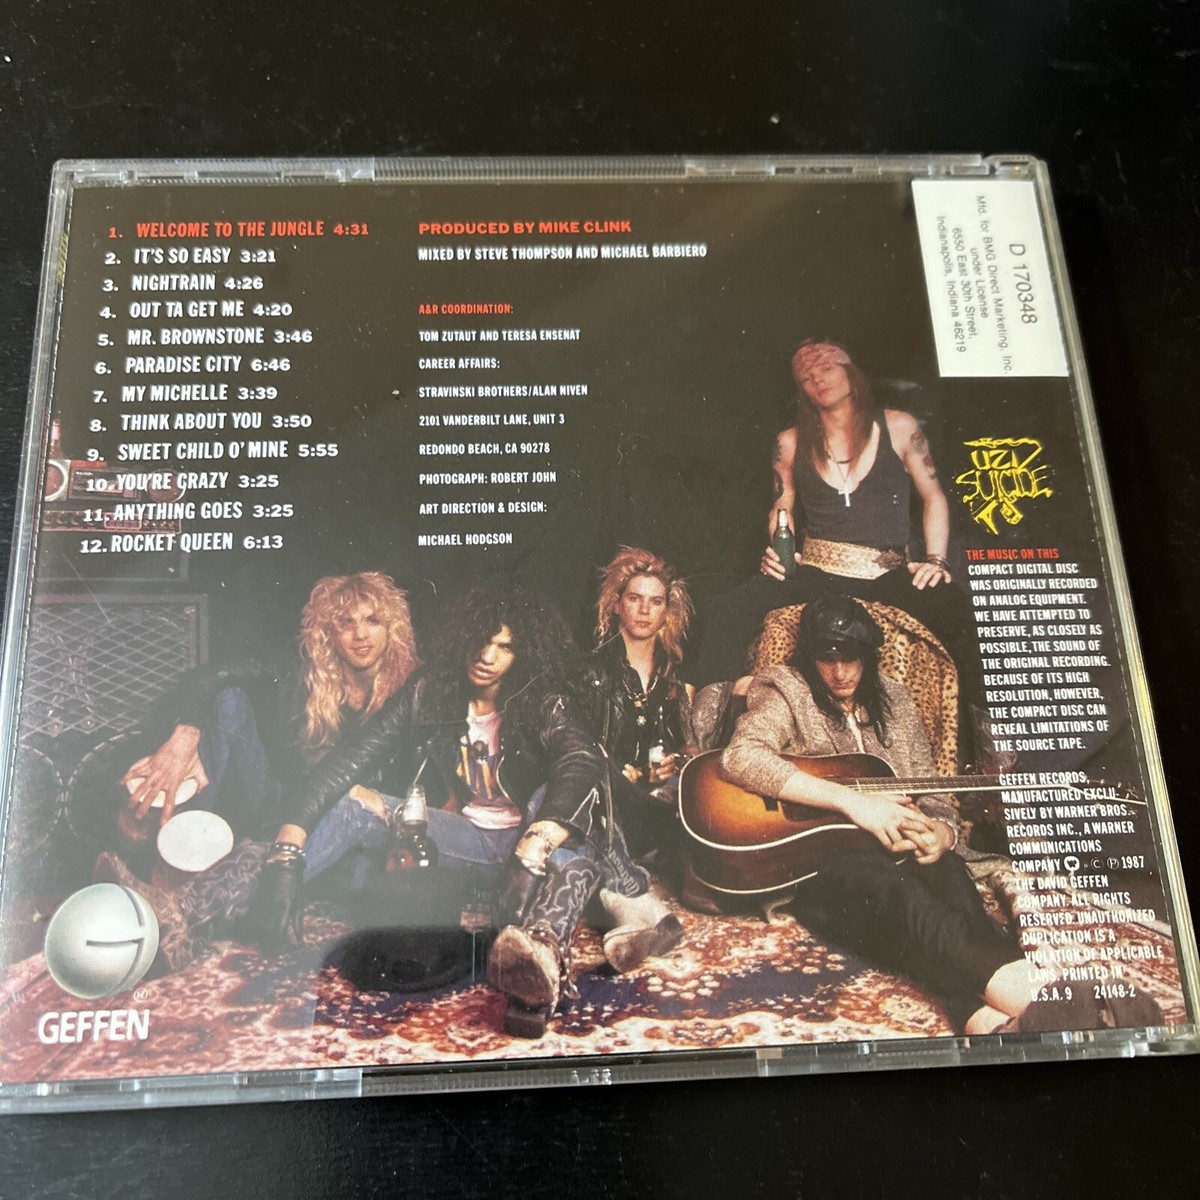 1. WELCOME TO THE JUNGLE 4:31
2. IT'S SO EASY 3:21
3. NIGHTRAIN 4:26
4. OUT TA GET ME 4:20
5. MR. BROWNSTONE 3:46
6. PARADISE CITY 6:46
7. MY MICHELLE 3:39
8. THINK ABOUT YOU 3:50
9. SWEET CHILD O' MINE 5:55
10. YOU'RE CRAZY 3:25
11. ANYTHING GOES 3:25
12. ROCKET QUEEN 6:13
PRODUCED BY MIKE CLINK
MIXED BY STEVE THOMPSON AND MICHAEL BARBIERO
A&R COORDINATION:
TOM ZUTAUT AND TERESA ENSENAT
CAREER AFFAIRS:
STRAVINSKI BROTHERS/ALAN NIVEN
2101 VANDERBILT LANE, UNIT 3
REDONDO BEACH, CA 90278
PHOTOGRAPH: ROBERT JOHN
ART DIRECTION & DESIGN:
MICHAEL HODGSON
D 170348
Mfd. for BMG Direct Marketing, Inc.
under License
6550 East 30th Street,
Indianapolis, Indiana 46219
UZI
SUICIDE
THE MUSIC ON THIS
COMPACT DIGITAL DISC
WAS ORIGINALLY RECORDED
ON ANALOG EQUIPMENT.
WE HAVE ATTEMPTED TO
PRESERVE, AS CLOSELY AS
POSSIBLE, THE SOUND OF
THE ORIGINAL RECORDING.
BECAUSE OF ITS HIGH
RESOLUTION, HOWEVER,
THE COMPACT DISC CAN
REVEAL LIMITATIONS OF
THE SOURCE TAPE.
GEFFEN RECORDS,
MANUFACTURED EXCLU-
SIVELY BY WARNER BROS.
RECORDS INC., A WARNER
COMMUNICATIONS
COMPANY W • © ℗ 1987
THE DAVID GEFFEN
COMPANY. ALL RIGHTS
RESERVED. UNAUTHORIZED
DUPLICATION IS A
VIOLATION OF APPLICABLE
LAWS. PRINTED IN
U.S.A. 9 24148-2
G
®
GEFFEN